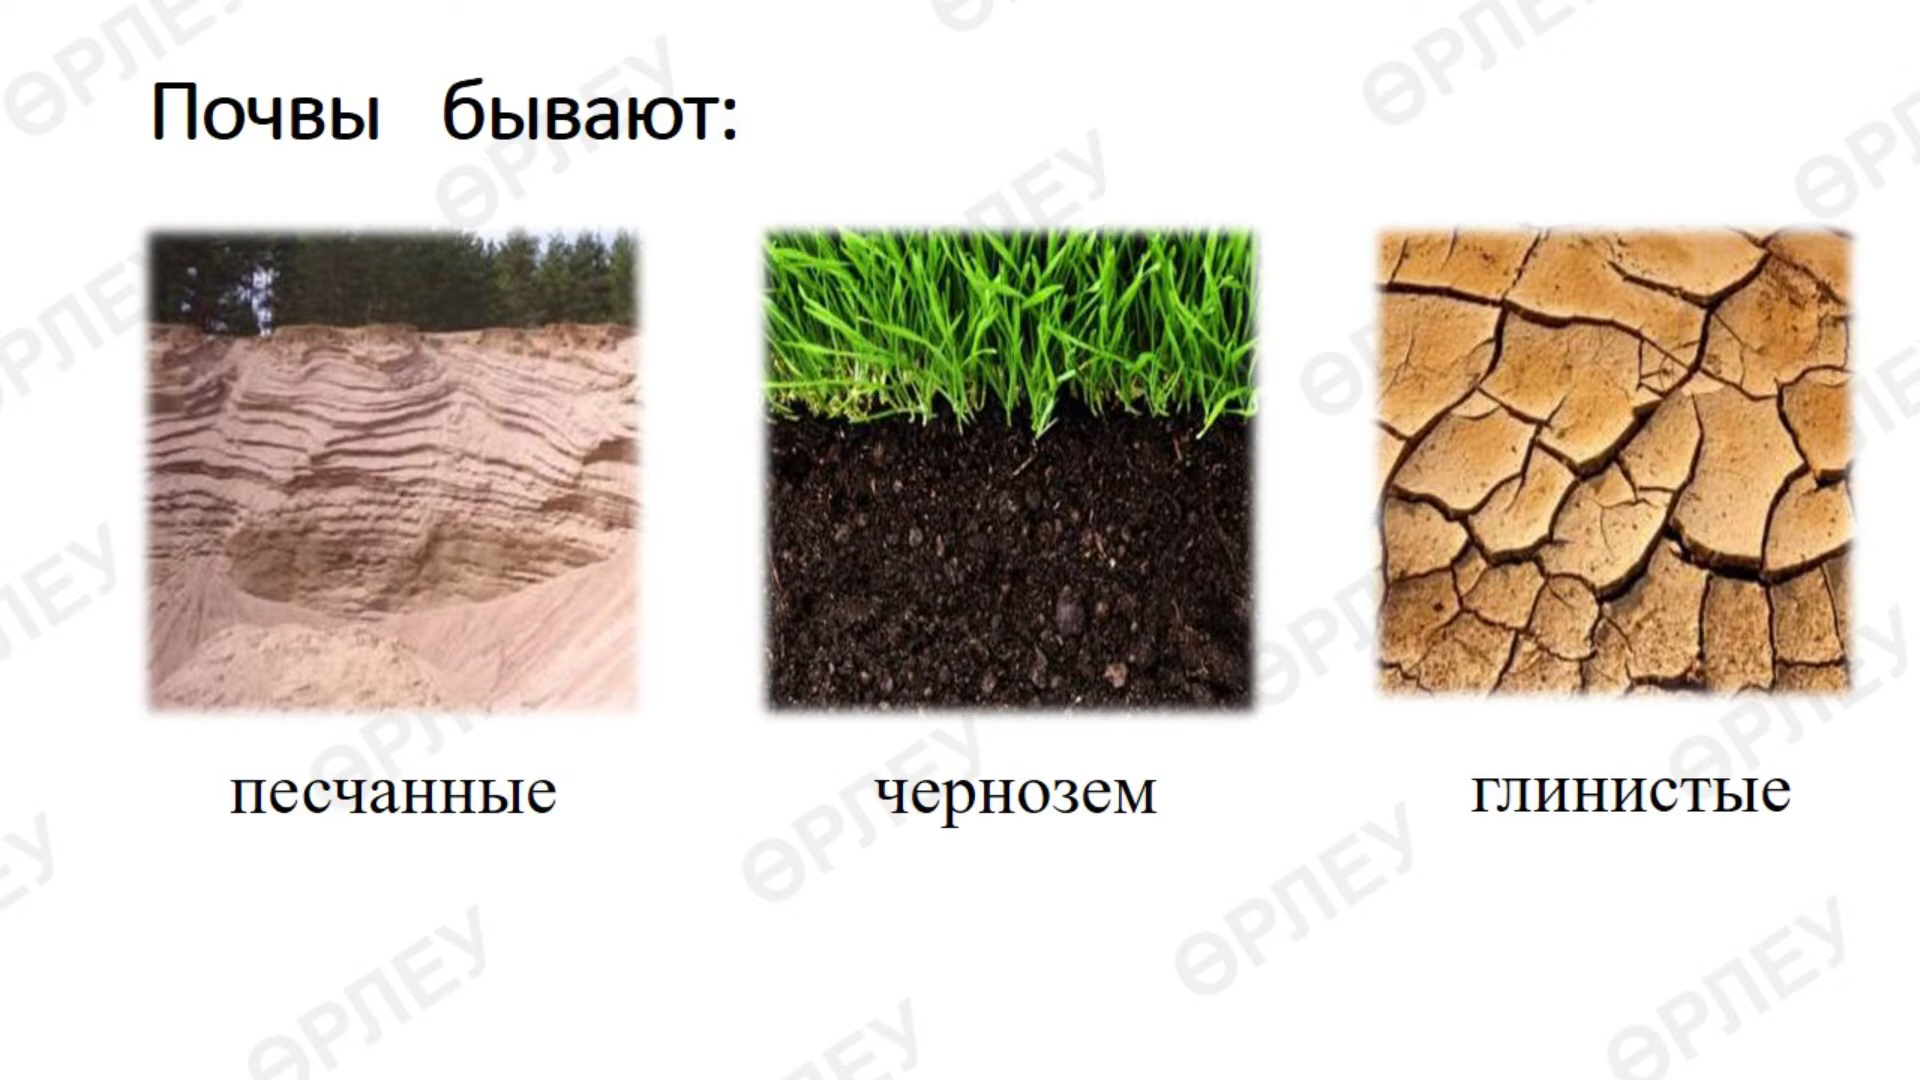 Почвы бывают:
песчанные
чернозем
глинистые
ӨРЛЕУ